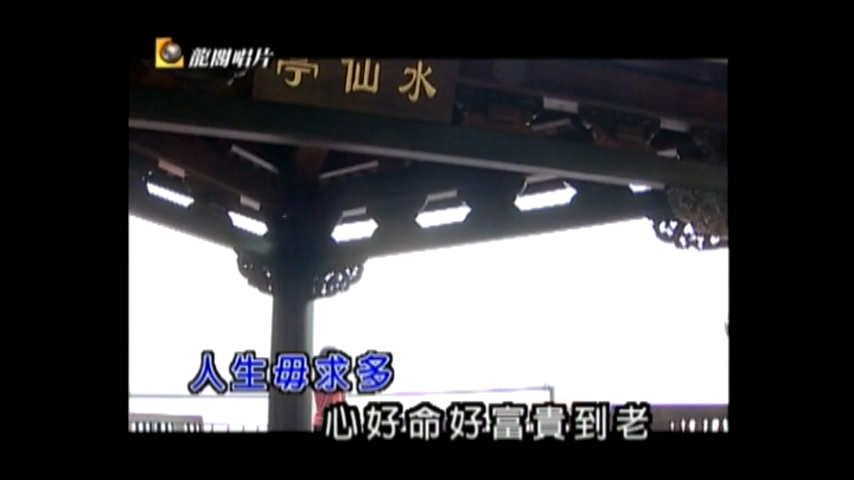 龍閣唱片
亭仙水
人生毋求多
心好命好富貴到老